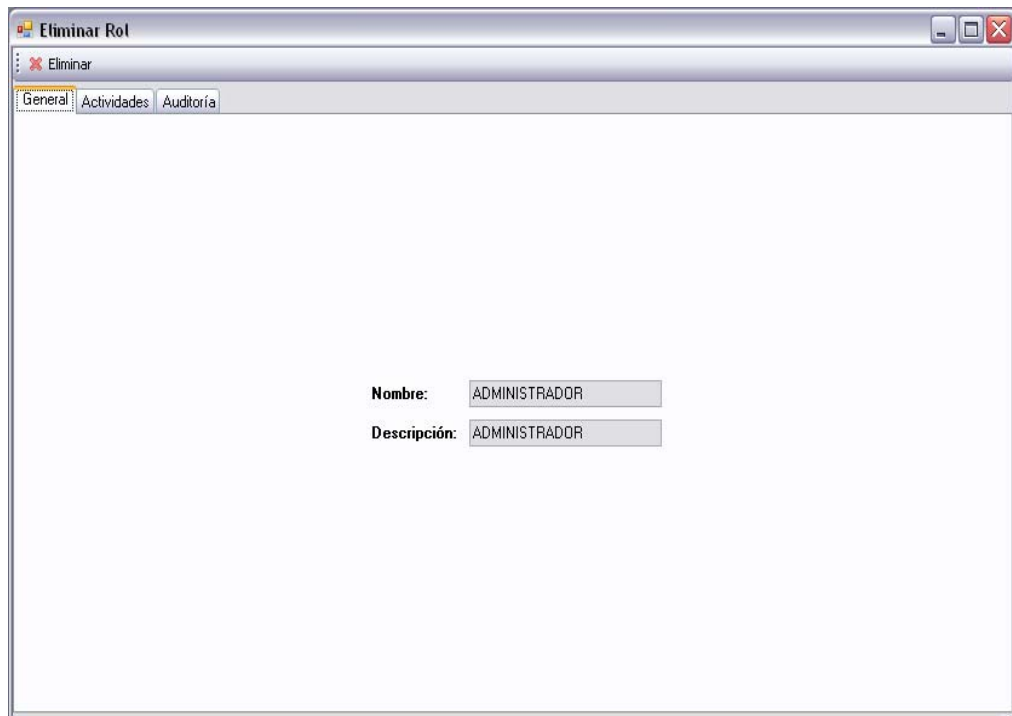 Eliminar Rol
Eliminar
General Actividades Auditoría
Nombre: ADMINISTRADOR
Descripción: ADMINISTRADOR